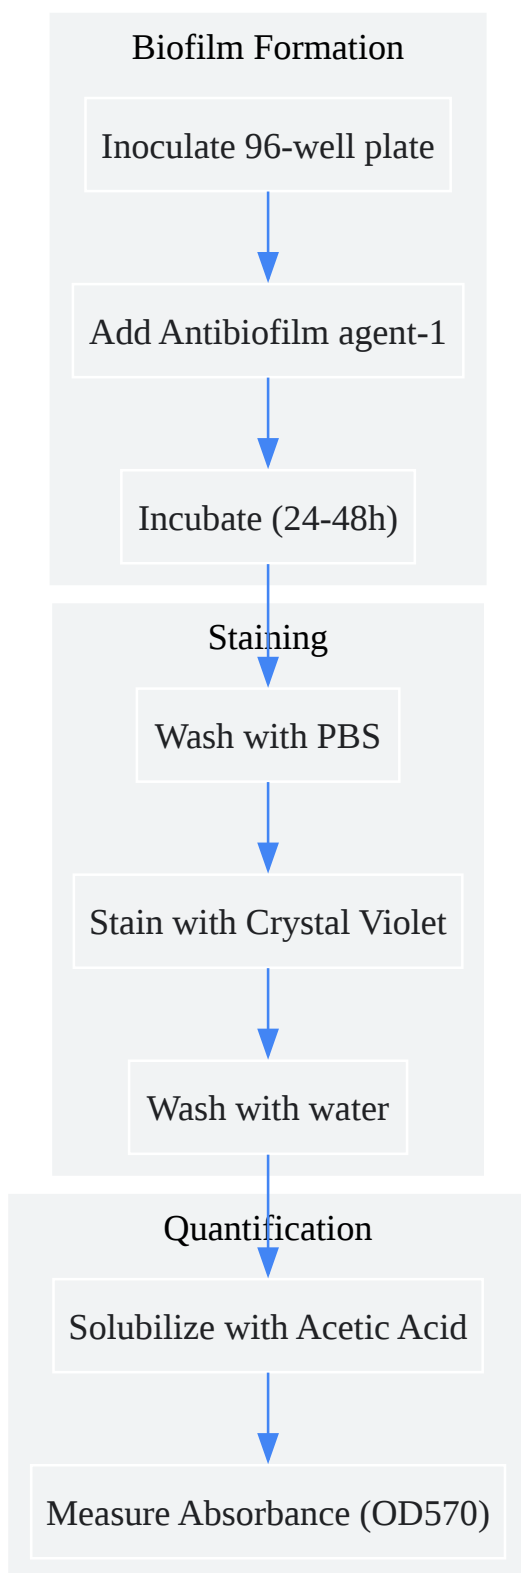 Biofilm Formation
Inoculate 96-well plate
Add Antibiofilm agent-1
Incubate (24-48h)
Staining
Wash with PBS
Stain with Crystal Violet
Wash with water
Quantification
Solubilize with Acetic Acid
Measure Absorbance (OD570)